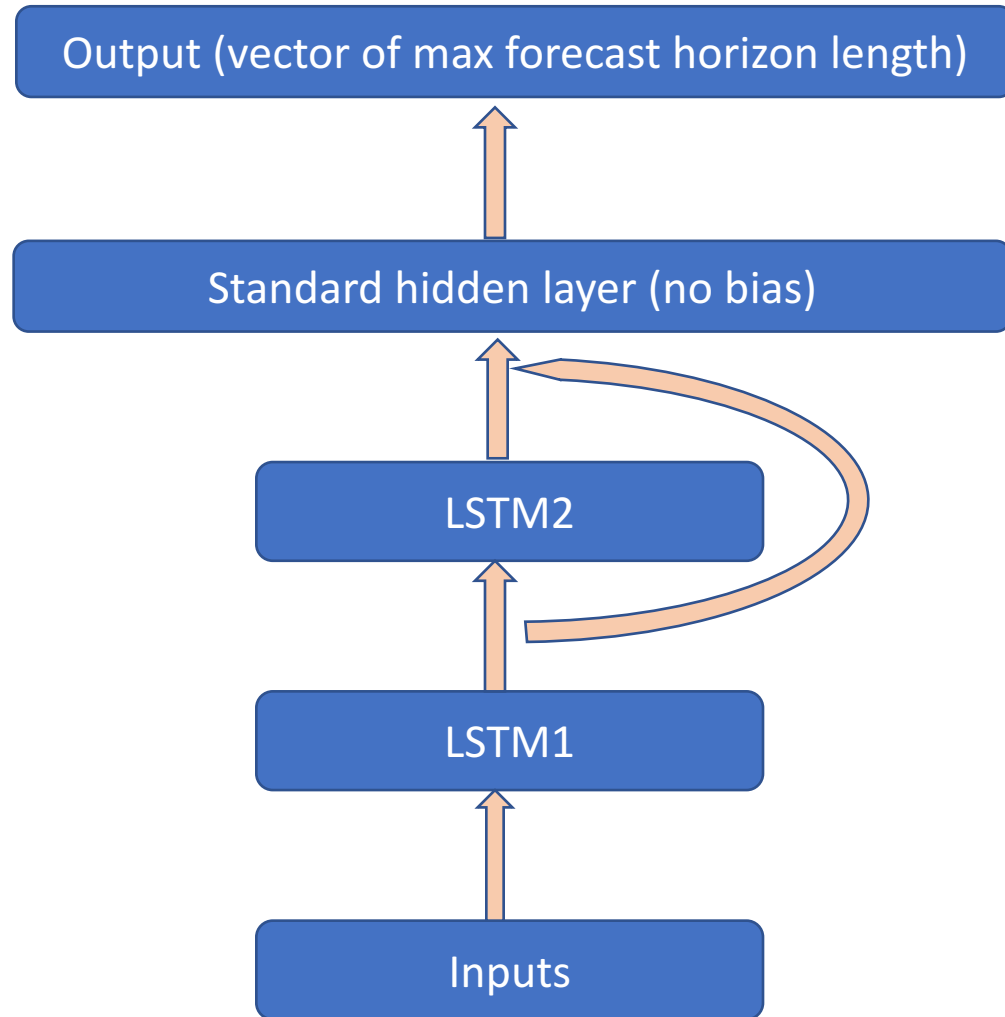 Output (vector of max forecast horizon length)
Standard hidden layer (no bias)
LSTM2
LSTM1
Inputs